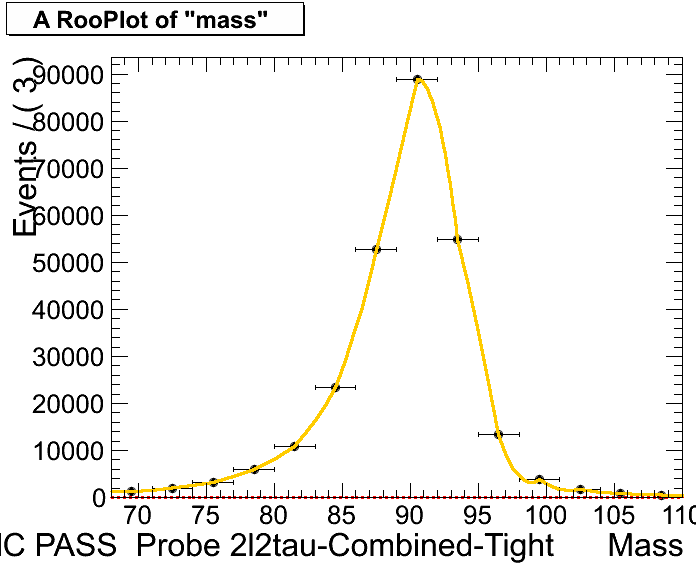 A RooPlot of "mass"
Events / ( 3 )
90000
80000
70000
60000
50000
40000
30000
20000
10000
0
70 75 80 85 90 95 100 105 110
IC PASS Probe 2l2tau-Combined-Tight Mass